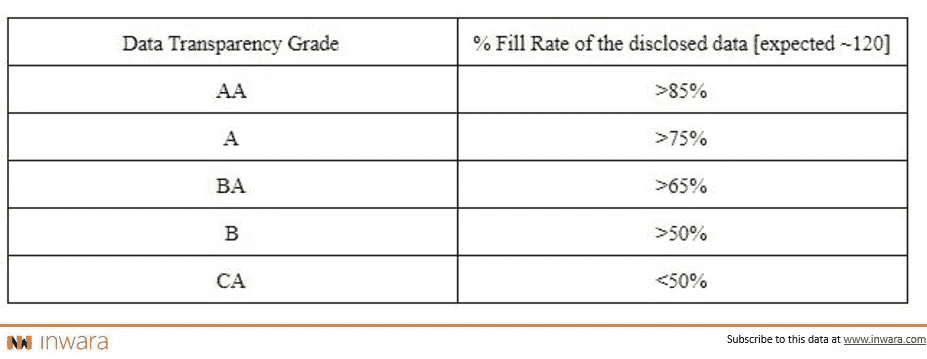 Data Transparency Grade % Fill Rate of the disclosed data [expected ~120]
AA >85%
A >75%
BA >65%
B >50%
CA <50%
inwara Subscribe to this data at www.inwara.com